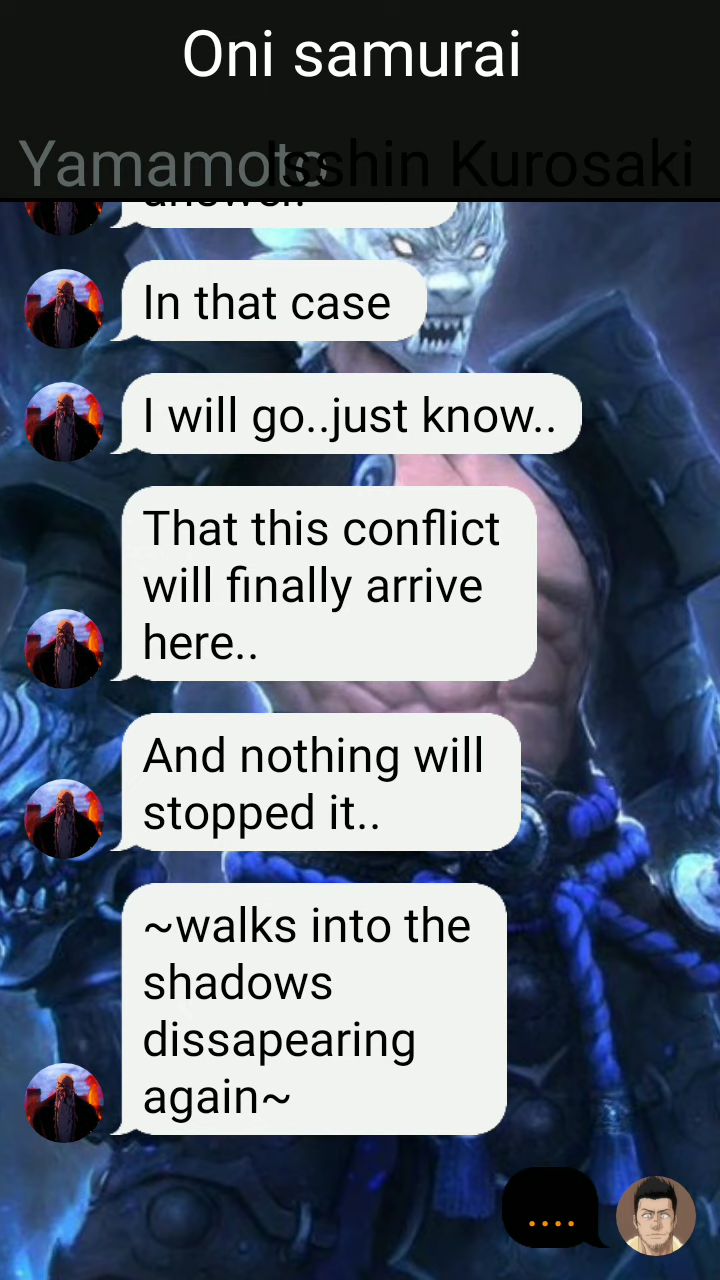 Oni samurai
Yamamoto Isshin Kurosaki
answer.
In that case
I will go..just know..
That this conflict
will finally arrive
here..
And nothing will
stopped it..
~walks into the
shadows
dissapearing
again~
....